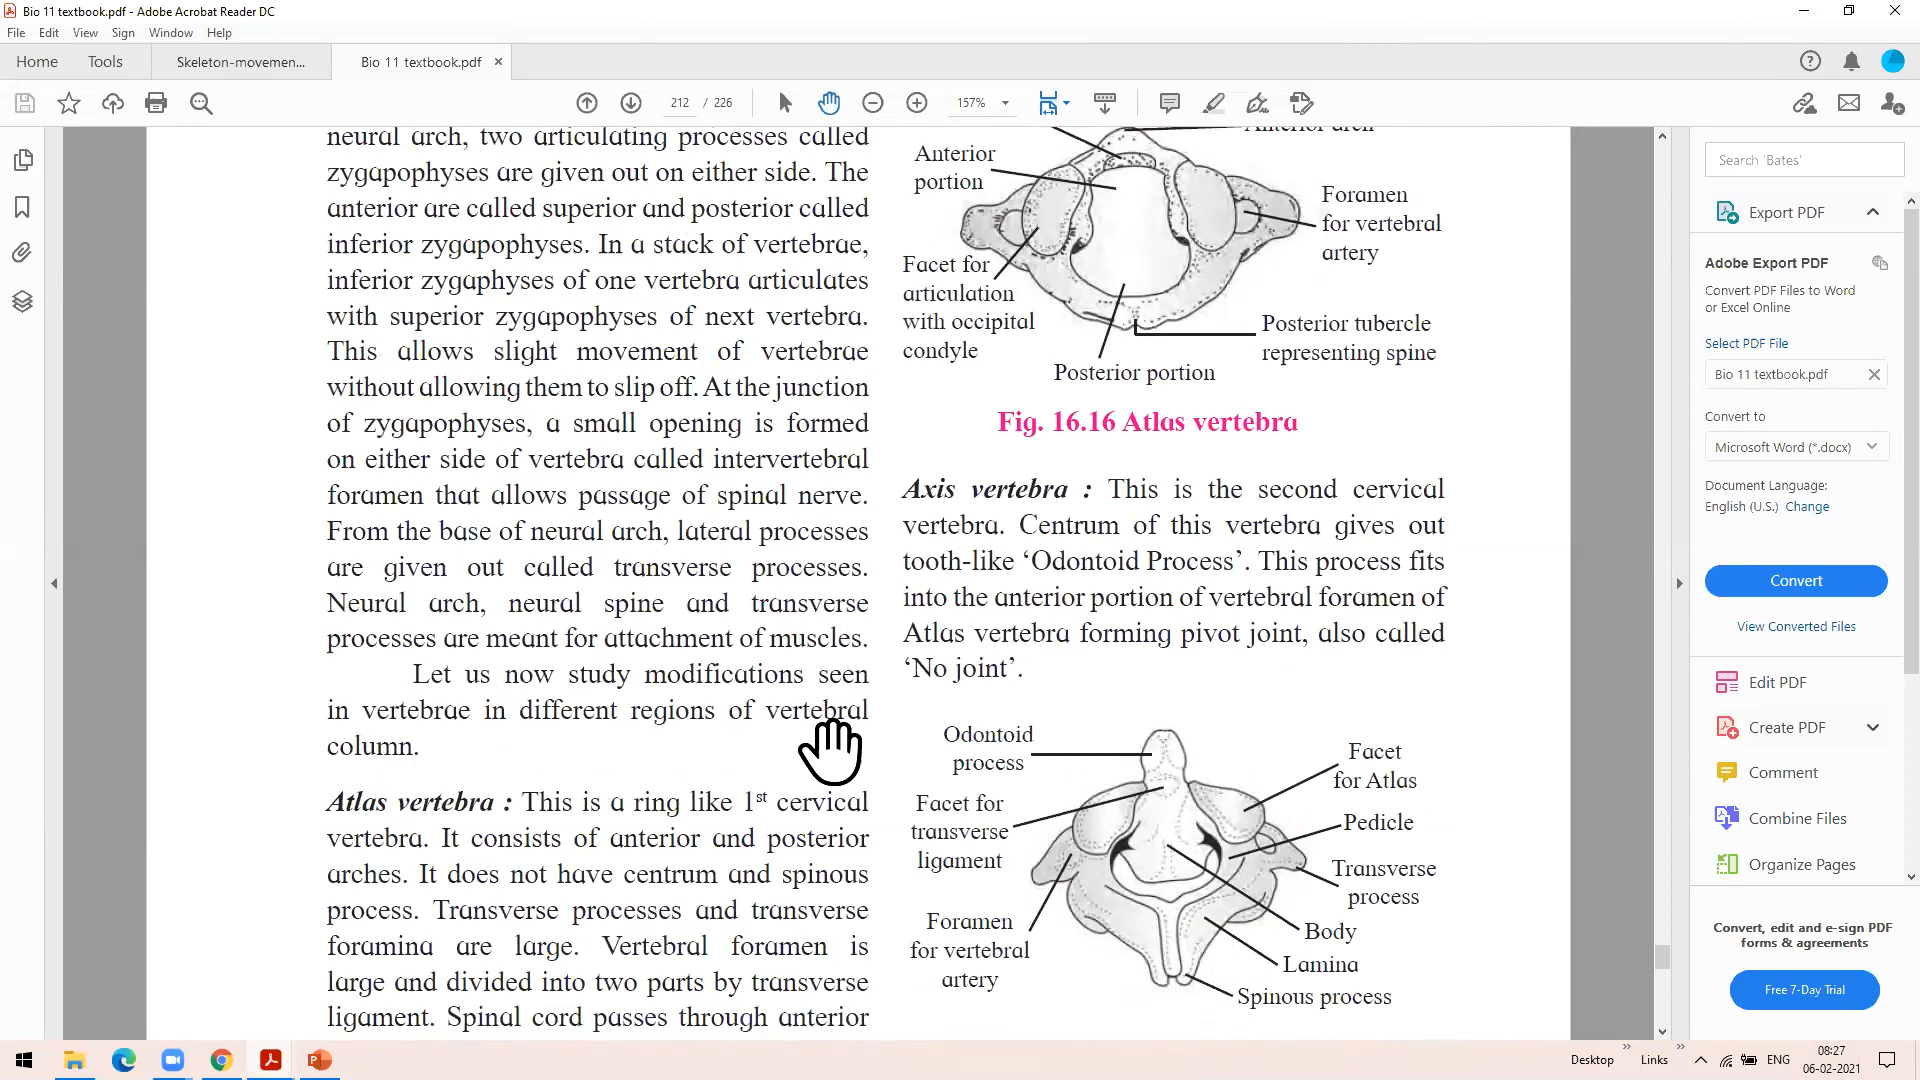 Bio 11 textbook.pdf - Adobe Acrobat Reader DC
File Edit View Sign Window Help
Home Tools Skeleton-movemen... Bio 11 textbook.pdf
212 / 226 157%
neural arch, two articulating processes called
zygapophyses are given out on either side. The
anterior are called superior and posterior called
inferior zygapophyses. In a stack of vertebrae,
inferior zygapophyses of one vertebra articulates
with superior zygapophyses of next vertebra.
This allows slight movement of vertebrae
without allowing them to slip off. At the junction
of zygapophyses, a small opening is formed
on either side of vertebra called intervertebral
foramen that allows passage of spinal nerve.
From the base of neural arch, lateral processes
are given out called transverse processes.
Neural arch, neural spine and transverse
processes are meant for attachment of muscles.
Let us now study modifications seen
in vertebrae in different regions of vertebral
column.
Atlas vertebra : This is a ring like 1st cervical
vertebra. It consists of anterior and posterior
arches. It does not have centrum and spinous
process. Transverse processes and transverse
foramina are large. Vertebral foramen is
large and divided into two parts by transverse
ligament. Spinal cord passes through anterior
Anterior arch
Anterior
portion
Foramen
for vertebral
artery
Facet for
articulation
with occipital
condyle
Posterior tubercle
representing spine
Posterior portion
Fig. 16.16 Atlas vertebra
Axis vertebra : This is the second cervical
vertebra. Centrum of this vertebra gives out
tooth-like ‘Odontoid Process’. This process fits
into the anterior portion of vertebral foramen of
Atlas vertebra forming pivot joint, also called
‘No joint’.
Odontoid
process
Facet
for Atlas
Facet for
transverse
ligament
Pedicle
Transverse
process
Foramen
for vertebral
artery
Body
Lamina
Spinous process
Search 'Bates'
Export PDF
Adobe Export PDF
Convert PDF Files to Word
or Excel Online
Select PDF File
Bio 11 textbook.pdf
Convert to
Microsoft Word (*.docx)
Document Language:
English (U.S.) Change
Convert
View Converted Files
Edit PDF
Create PDF
Comment
Combine Files
Organize Pages
Convert, edit and e-sign PDF
forms & agreements
Free 7-Day Trial
Desktop Links ENG 08:27
06-02-2021